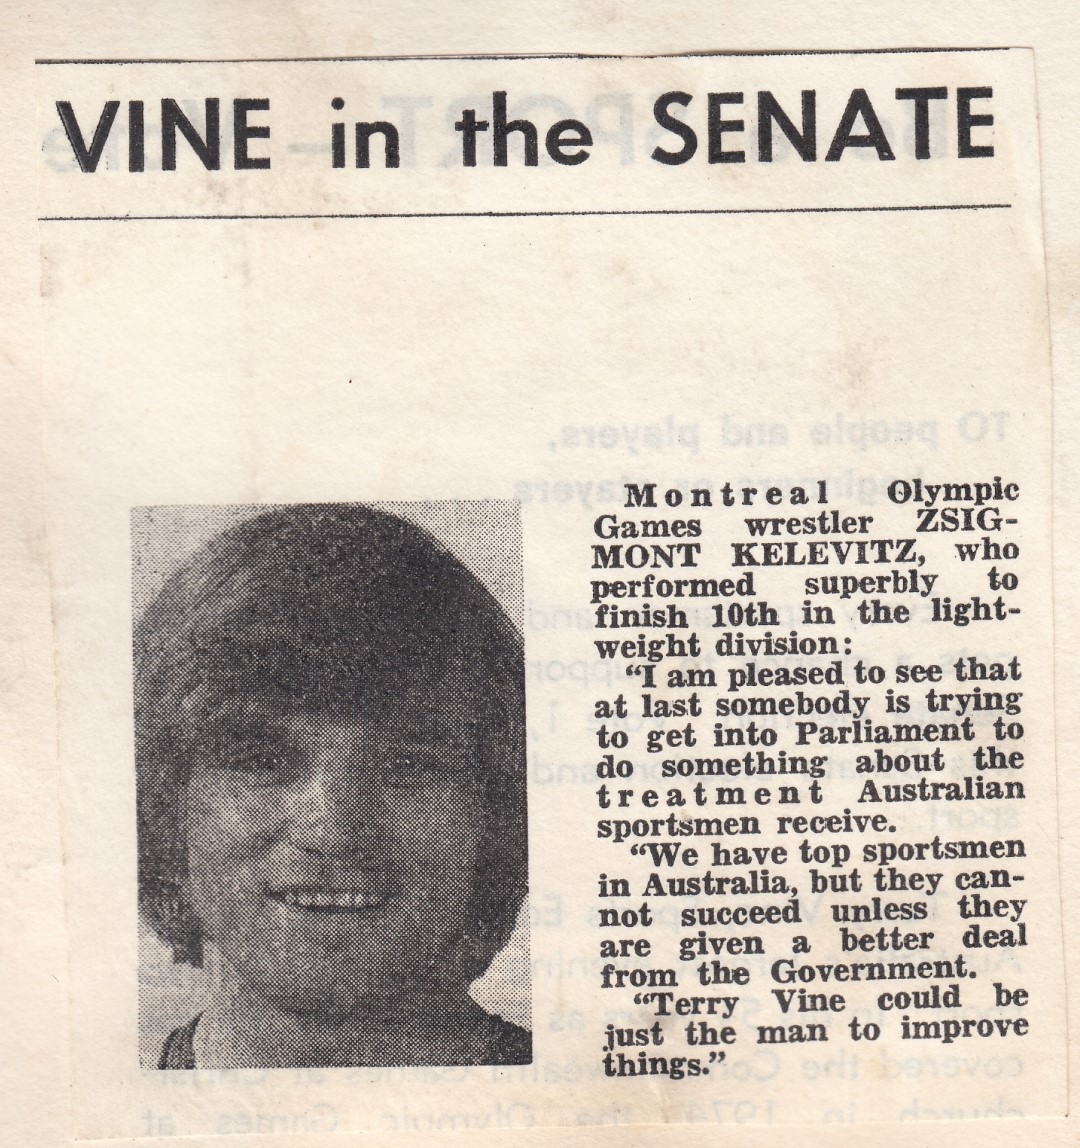 VINE in the SENATE
Montreal Olympic
Games wrestler ZSIG-
MONT KELEVITZ, who
performed superbly to
finish 10th in the light-
weight division:
"I am pleased to see that
at last somebody is trying
to get into Parliament to
do something about the
treatment Australian
sportsmen receive.
"We have top sportsmen
in Australia, but they can-
not succeed unless they
are given a better deal
from the Government.
"Terry Vine could be
just the man to improve
things."